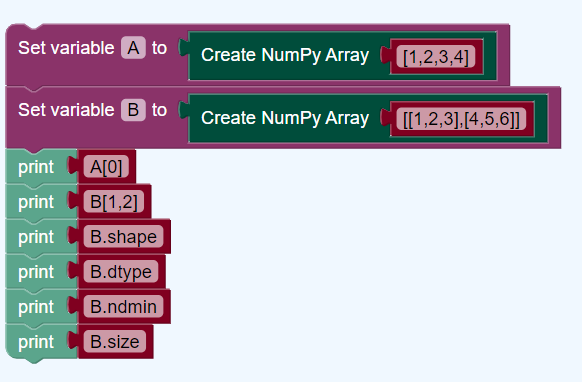 Set variable A to Create NumPy Array [1,2,3,4]
Set variable B to Create NumPy Array [[1,2,3],[4,5,6]]
print A[0]
print B[1,2]
print B.shape
print B.dtype
print B.ndmin
print B.size